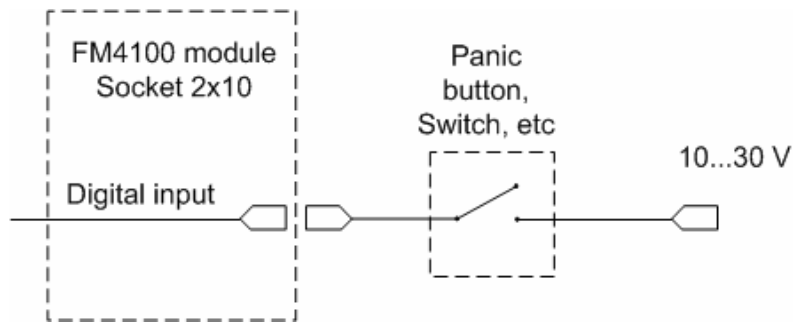 FM4100 module
Socket 2x10
Digital input
Panic
button,
Switch, etc
10...30 V